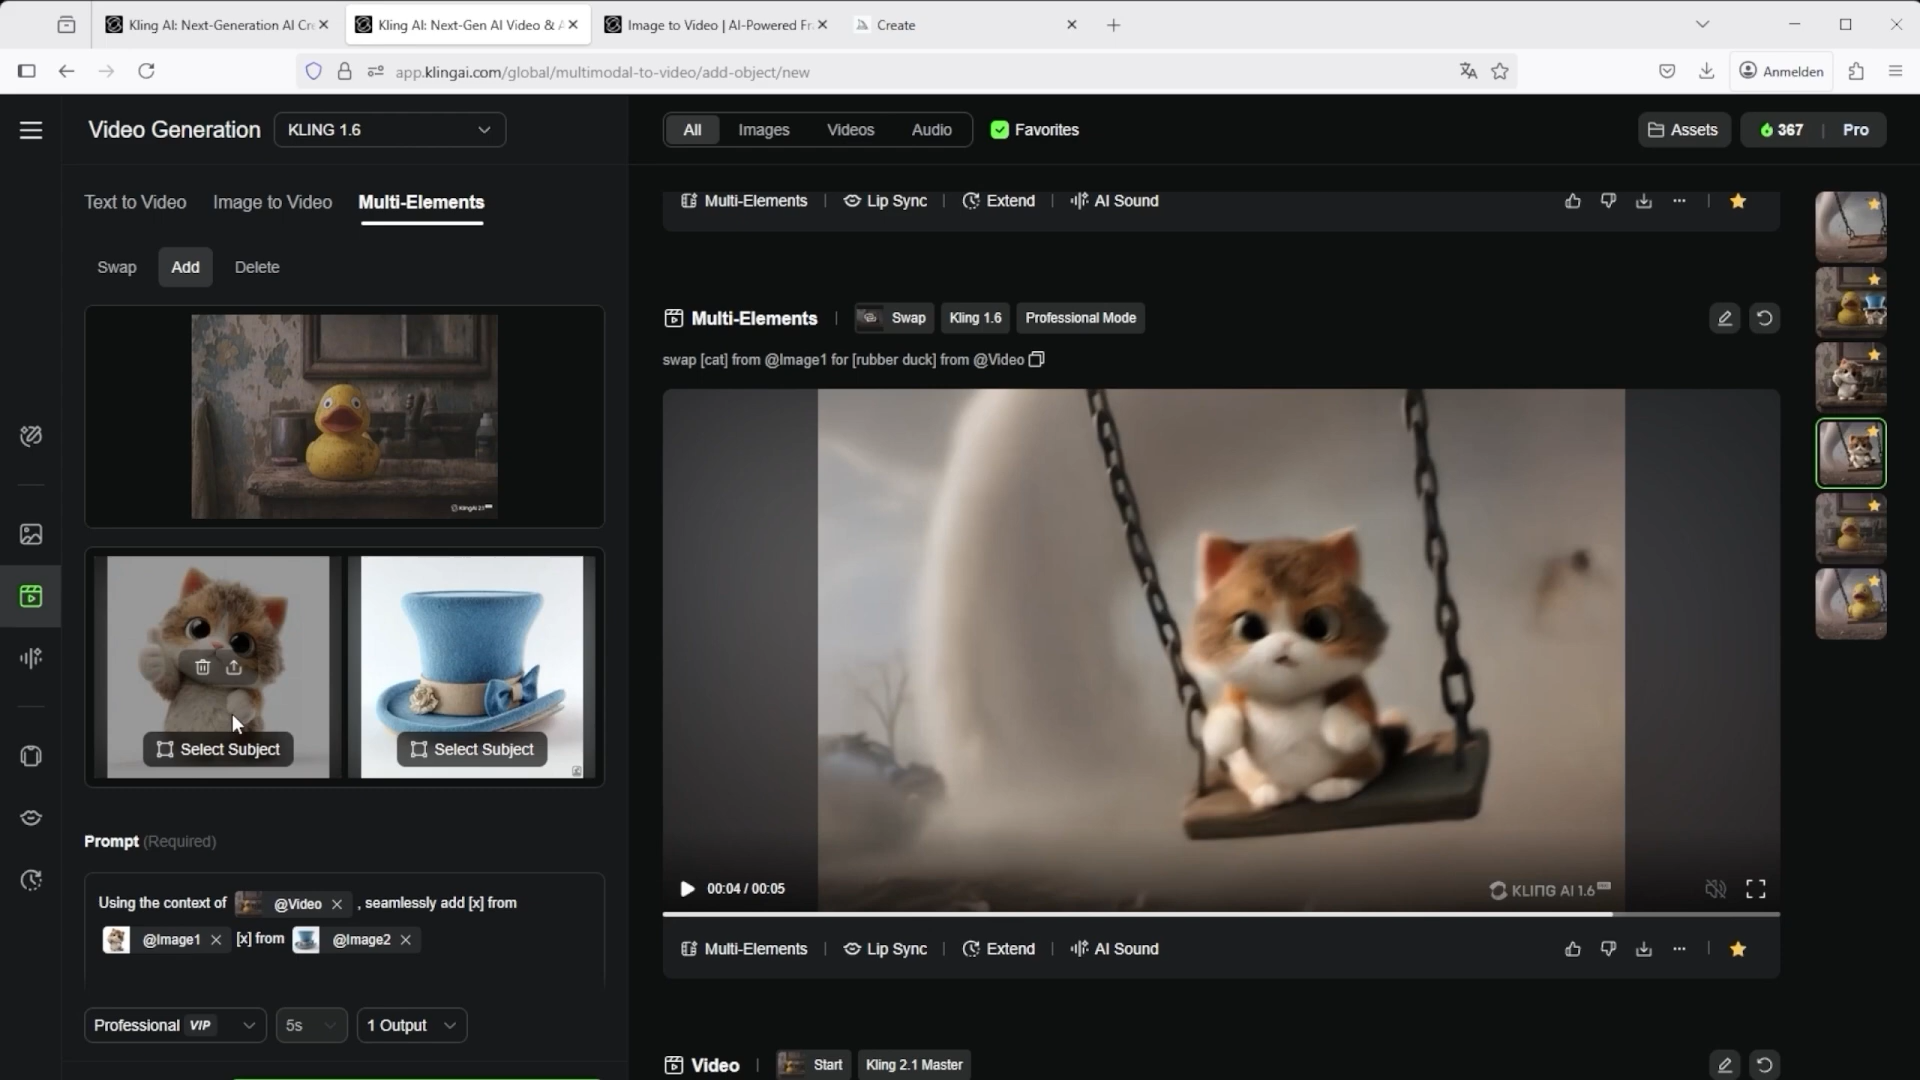 Kling AI: Next-Generation AI Cr
Kling AI: Next-Gen AI Video &
Image to Video | AI-Powered Fr
Create
app.klingai.com/global/multimodal-to-video/add-object/new
Anmelden
Video Generation
KLING 1.6
All
Images
Videos
Audio
Favorites
Assets
367
Pro
Text to Video
Image to Video
Multi-Elements
Swap
Add
Delete
Multi-Elements
Lip Sync
Extend
AI Sound
Multi-Elements
Swap
Kling 1.6
Professional Mode
swap [cat] from @Image1 for [rubber duck] from @Video
Select Subject
Select Subject
Prompt (Required)
Using the context of @Video , seamlessly add [x] from
@Image1 [x] from @Image2
00:04 / 00:05
KLING AI 1.6
Multi-Elements
Lip Sync
Extend
AI Sound
Professional VIP
5s
1 Output
Video
Start
Kling 2.1 Master